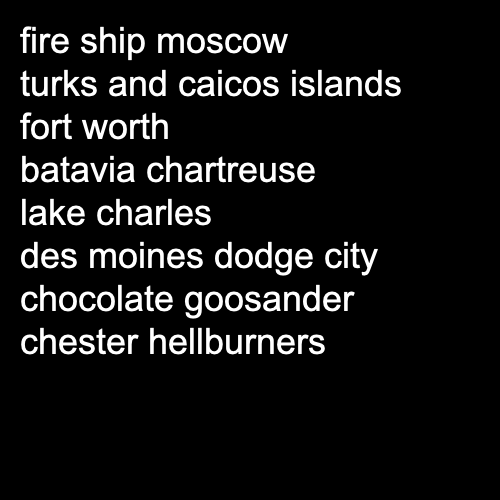 fire ship moscow
turks and caicos islands
fort worth
batavia chartreuse
lake charles
des moines dodge city
chocolate goosander
chester hellburners